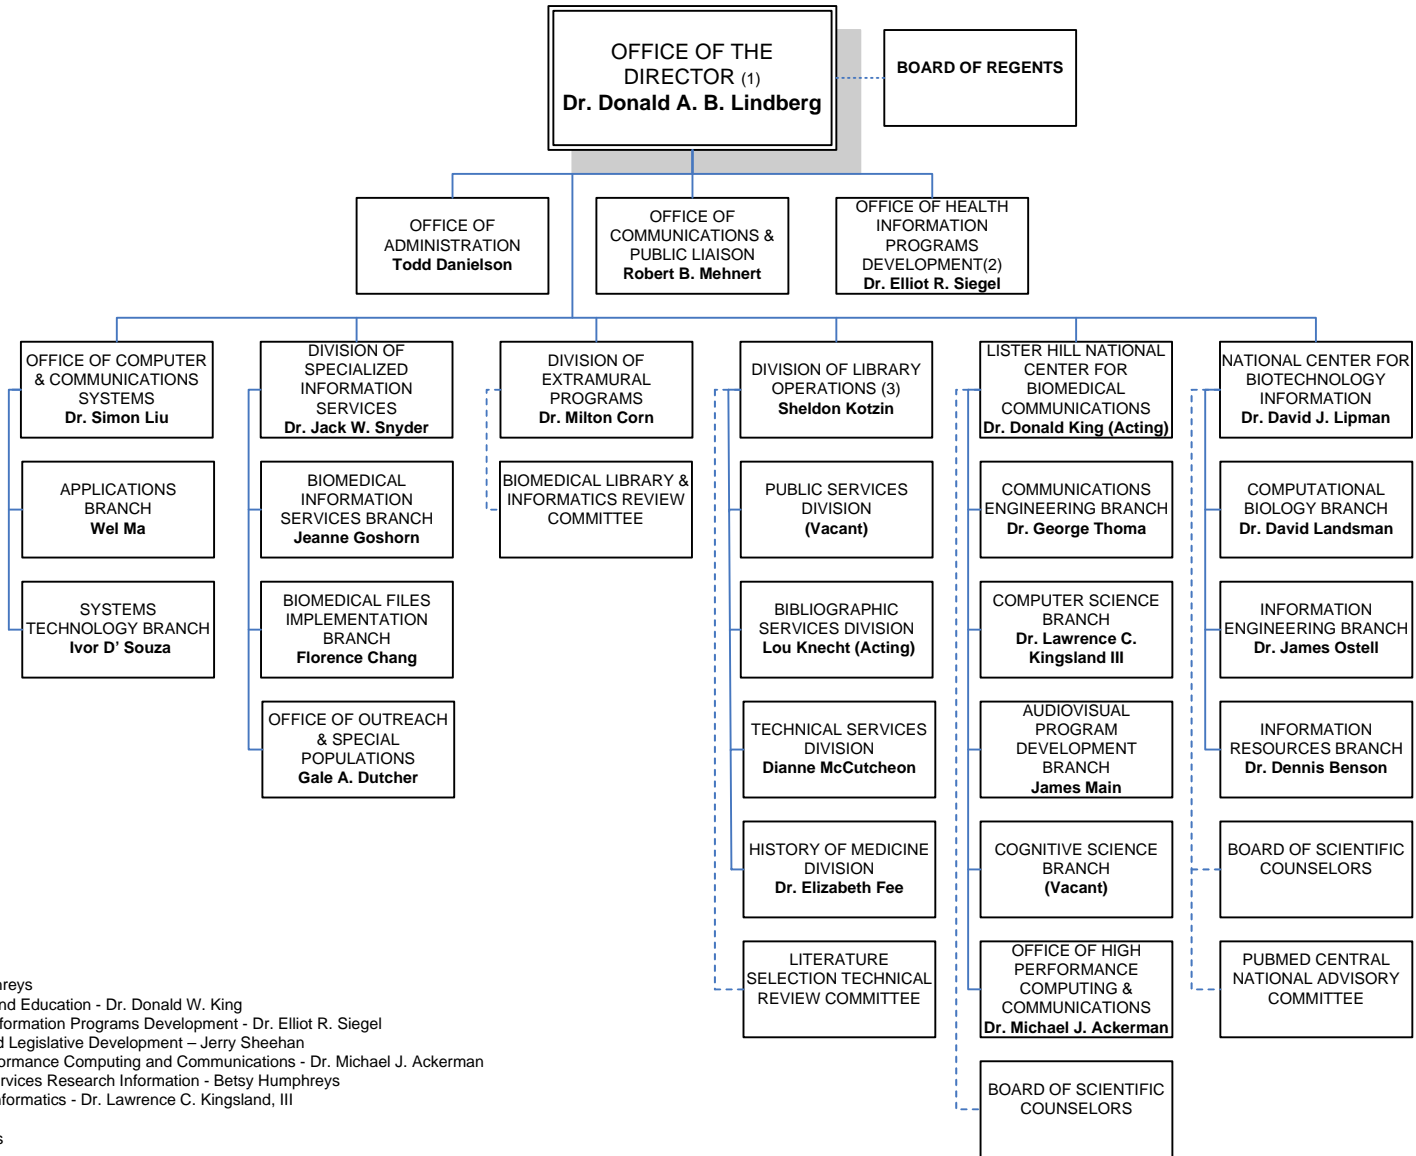 OFFICE OF THE
DIRECTOR (1)
Dr. Donald A. B. Lindberg
BOARD OF REGENTS
OFFICE OF
ADMINISTRATION
Todd Danielson
OFFICE OF
COMMUNICATIONS &
PUBLIC LIAISON
Robert B. Mehnert
OFFICE OF HEALTH
INFORMATION
PROGRAMS
DEVELOPMENT(2)
Dr. Elliot R. Siegel
OFFICE OF COMPUTER
& COMMUNICATIONS
SYSTEMS
Dr. Simon Liu
APPLICATIONS
BRANCH
Wel Ma
SYSTEMS
TECHNOLOGY BRANCH
Ivor D’ Souza
DIVISION OF
SPECIALIZED
INFORMATION
SERVICES
Dr. Jack W. Snyder
BIOMEDICAL
INFORMATION
SERVICES BRANCH
Jeanne Goshorn
BIOMEDICAL FILES
IMPLEMENTATION
BRANCH
Florence Chang
OFFICE OF OUTREACH
& SPECIAL
POPULATIONS
Gale A. Dutcher
DIVISION OF
EXTRAMURAL
PROGRAMS
Dr. Milton Corn
BIOMEDICAL LIBRARY &
INFORMATICS REVIEW
COMMITTEE
DIVISION OF LIBRARY
OPERATIONS (3)
Sheldon Kotzin
PUBLIC SERVICES
DIVISION
(Vacant)
BIBLIOGRAPHIC
SERVICES DIVISION
Lou Knecht (Acting)
TECHNICAL SERVICES
DIVISION
Dianne McCutcheon
HISTORY OF MEDICINE
DIVISION
Dr. Elizabeth Fee
LITERATURE
SELECTION TECHNICAL
REVIEW COMMITTEE
LISTER HILL NATIONAL
CENTER FOR
BIOMEDICAL
COMMUNICATIONS
Dr. Donald King (Acting)
COMMUNICATIONS
ENGINEERING BRANCH
Dr. George Thoma
COMPUTER SCIENCE
BRANCH
Dr. Lawrence C.
Kingsland III
AUDIOVISUAL
PROGRAM
DEVELOPMENT
BRANCH
James Main
COGNITIVE SCIENCE
BRANCH
(Vacant)
OFFICE OF HIGH
PERFORMANCE
COMPUTING &
COMMUNICATIONS
Dr. Michael J. Ackerman
BOARD OF SCIENTIFIC
COUNSELORS
NATIONAL CENTER FOR
BIOTECHNOLOGY
INFORMATION
Dr. David J. Lipman
COMPUTATIONAL
BIOLOGY BRANCH
Dr. David Landsman
INFORMATION
ENGINEERING BRANCH
Dr. James Ostell
INFORMATION
RESOURCES BRANCH
Dr. Dennis Benson
BOARD OF SCIENTIFIC
COUNSELORS
PUBMED CENTRAL
NATIONAL ADVISORY
COMMITTEE
hreys
nd Education - Dr. Donald W. King
formation Programs Development - Dr. Elliot R. Siegel
d Legislative Development – Jerry Sheehan
ormance Computing and Communications - Dr. Michael J. Ackerman
ervices Research Information - Betsy Humphreys
nformatics - Dr. Lawrence C. Kingsland, III
s